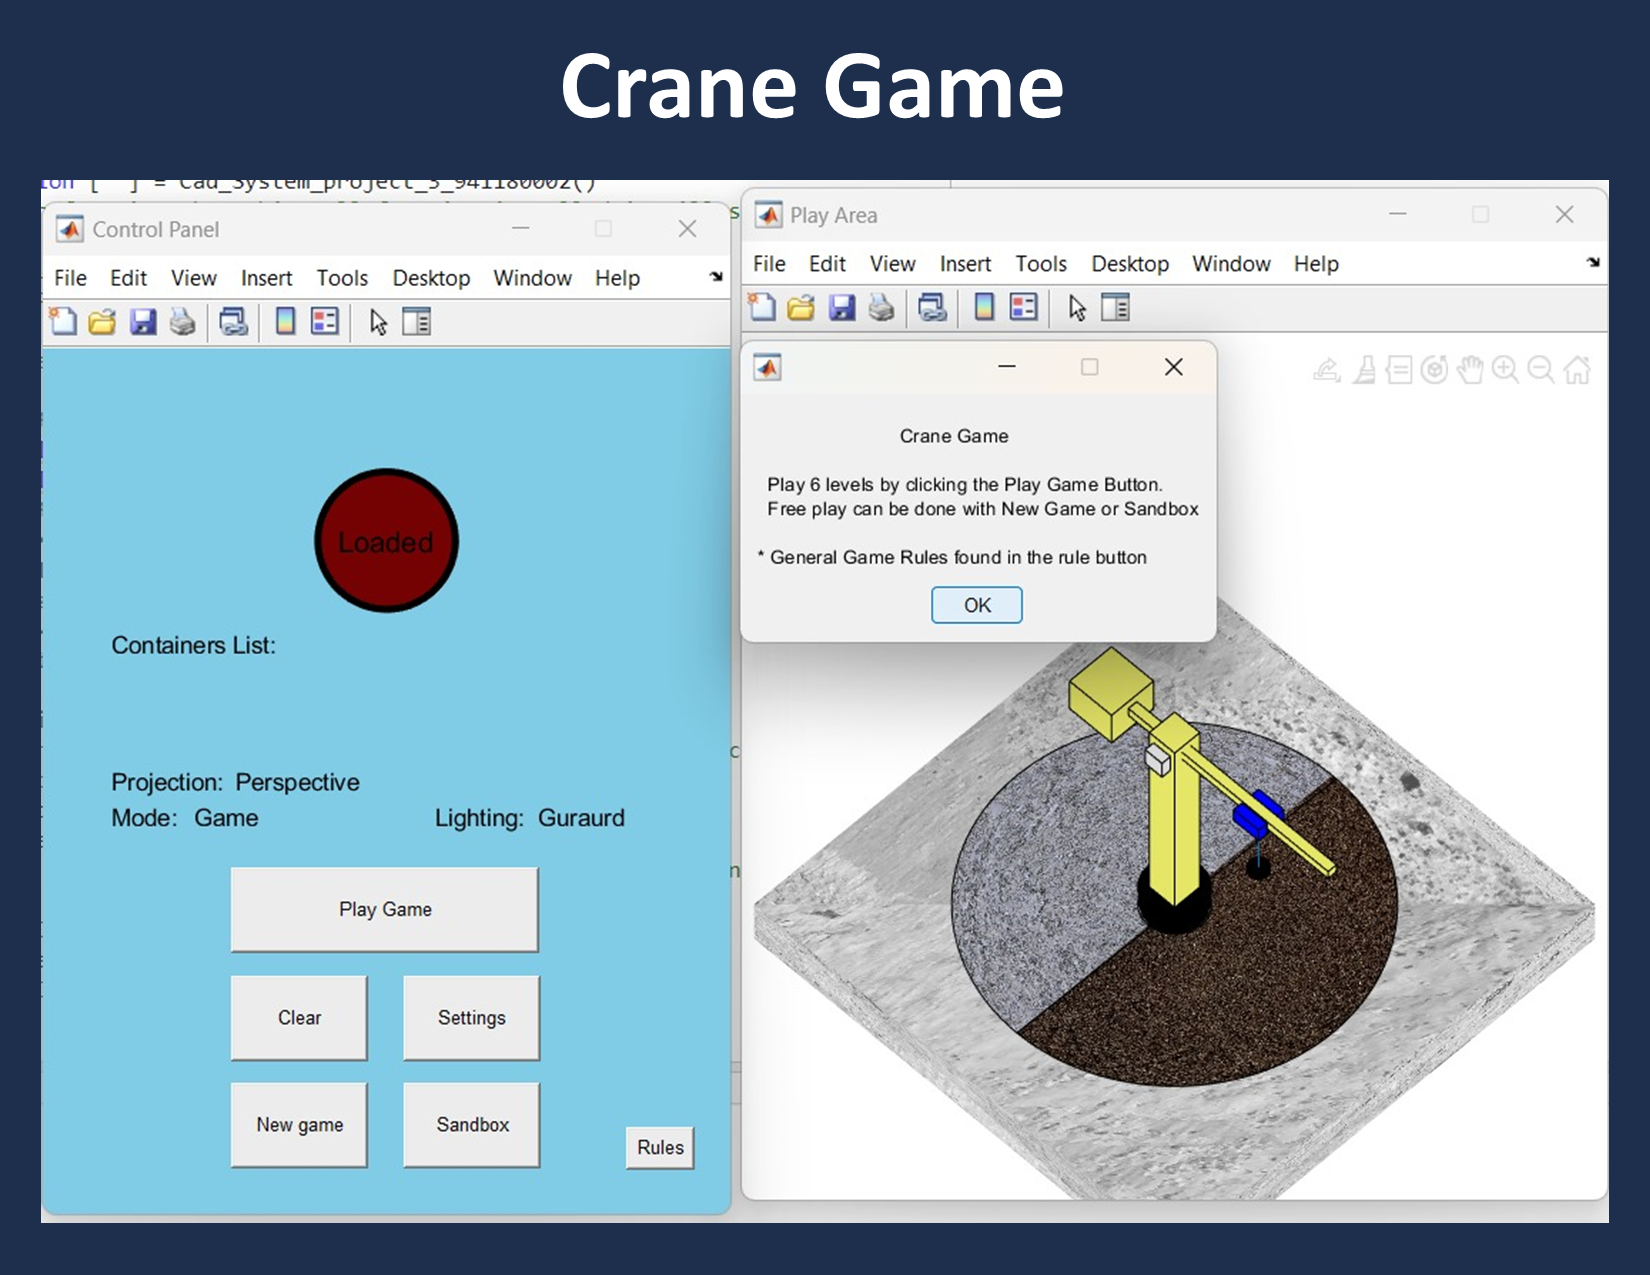 Crane Game
ion [ ] = Cad_System_project_3_941180002()
Control Panel
File Edit View Insert Tools Desktop Window Help
Loaded
Containers List:
Projection: Perspective
Mode: Game Lighting: Guraurd
Play Game
Clear Settings
New game Sandbox
Rules
Play Area
File Edit View Insert Tools Desktop Window Help
Crane Game
Play 6 levels by clicking the Play Game Button.
Free play can be done with New Game or Sandbox
* General Game Rules found in the rule button
OK